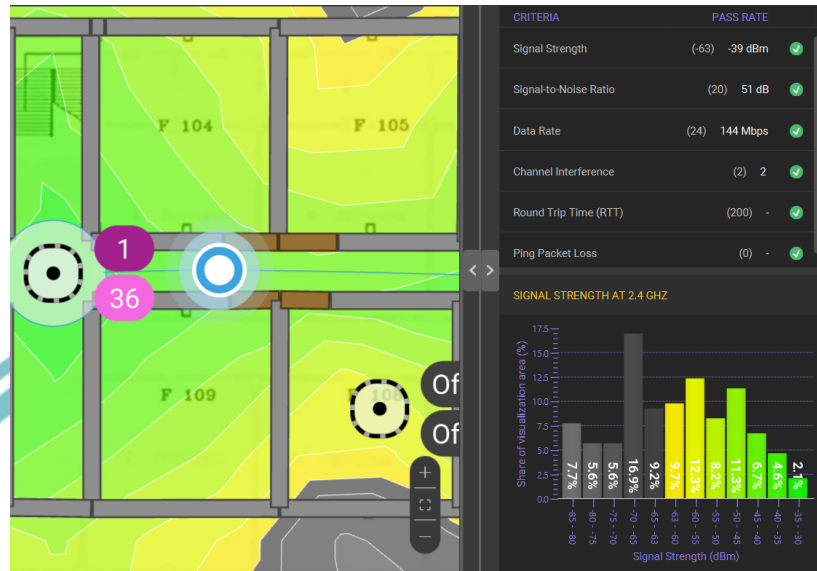 F 104
F 105
1
36
F 109
F 108
Of
Of
+
−
CRITERIA PASS RATE
Signal Strength (-63) -39 dBm
Signal-to-Noise Ratio (20) 51 dB
Data Rate (24) 144 Mbps
Channel Interference (2) 2
Round Trip Time (RTT) (200) -
Ping Packet Loss (0) -
SIGNAL STRENGTH AT 2.4 GHZ
Share of visualization area (%)
17.5
15.0
12.5
10.0
7.5
5.0
2.5
0.0
7.7% 5.6% 5.6% 16.9% 9.2% 9.7% 12.3% 8.2% 11.3% 6.7% 4.6% 2.1%
-85 - -80 -80 - -75 -75 - -70 -70 - -65 -65 - -63 -63 - -60 -60 - -55 -55 - -50 -50 - -45 -45 - -40 -40 - -35 -35 - -30
Signal Strength (dBm)